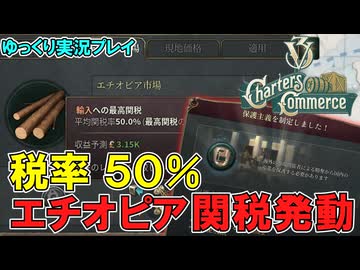 ゆっくり実況プレイ
現地価格
適用
V3
Charters of Commerce
エチオピア市場
輸入への最高関税
平均関税率50.0% (最高関税の
収益予測 £ 3.15K
保護主義を制定しました！
税率 50%
エチオピア関税発動